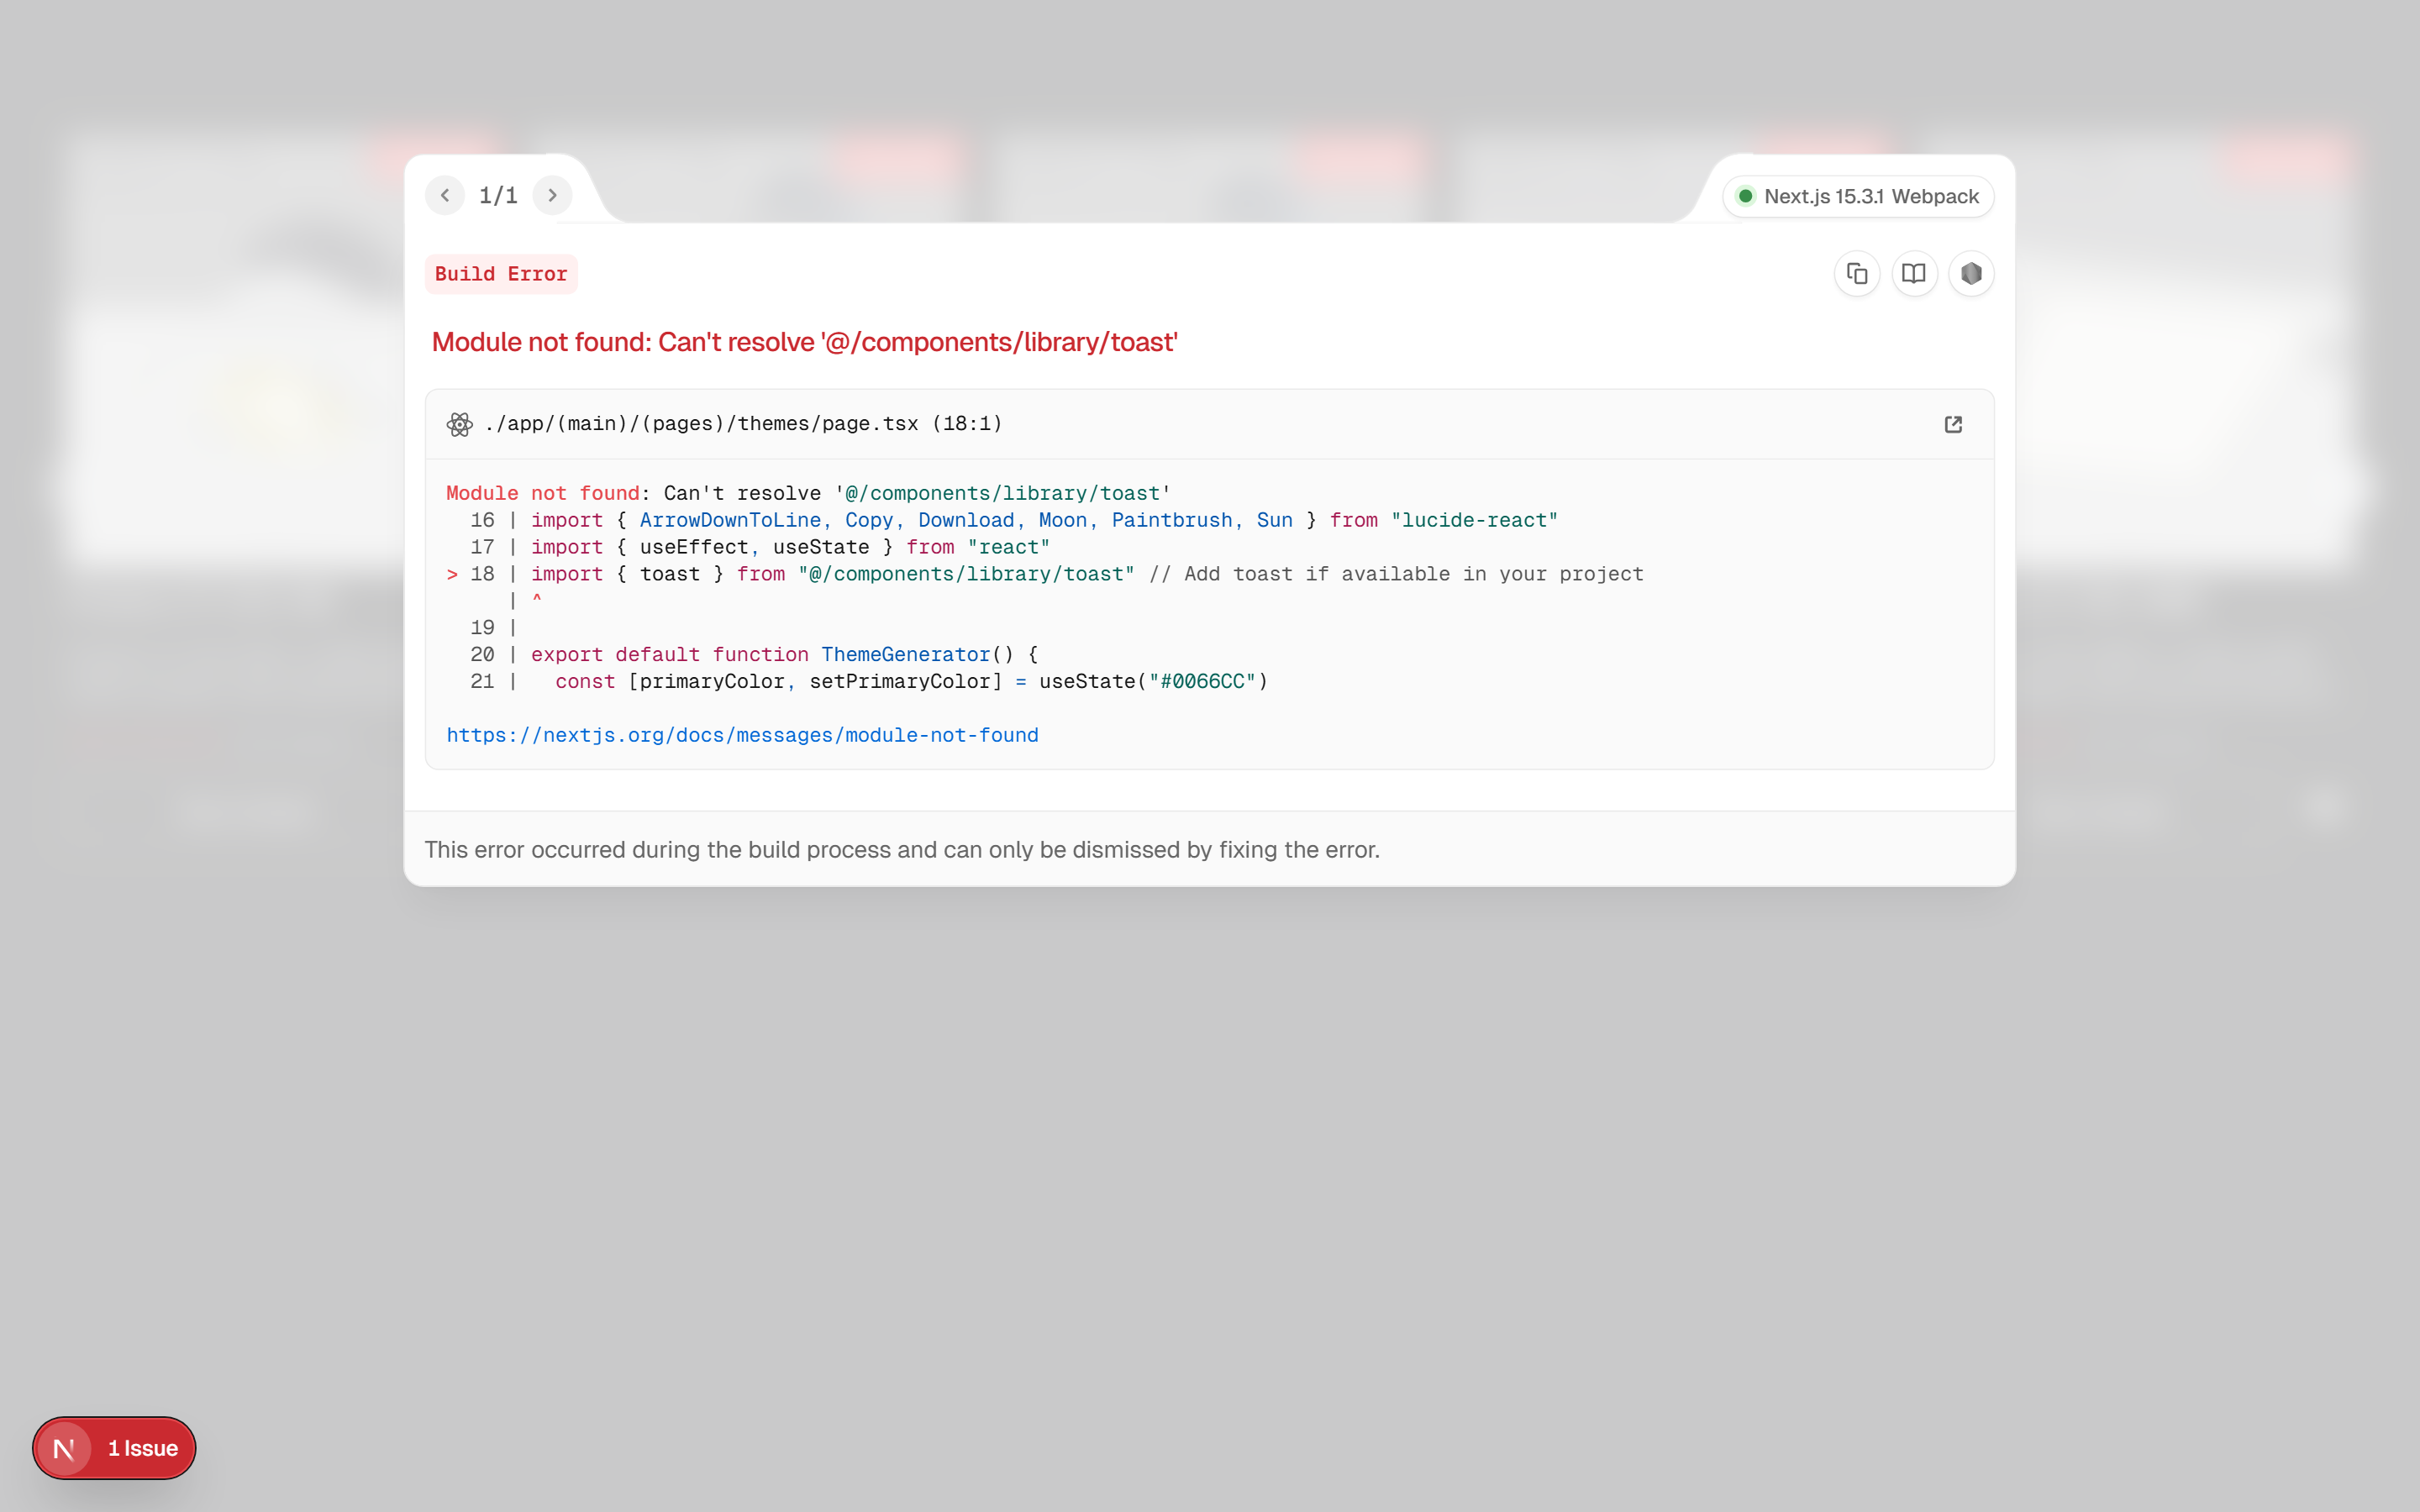 1/1
Next.js 15.3.1 Webpack
Build Error
Module not found: Can't resolve '@/components/library/toast'
./app/(main)/(pages)/themes/page.tsx (18:1)
Module not found: Can't resolve '@/components/library/toast'
16 | import { ArrowDownToLine, Copy, Download, Moon, Paintbrush, Sun } from "lucide-react"
17 | import { useEffect, useState } from "react"
> 18 | import { toast } from "@/components/library/toast" // Add toast if available in your project
| ^
19 |
20 | export default function ThemeGenerator() {
21 |   const [primaryColor, setPrimaryColor] = useState("#0066CC")
https://nextjs.org/docs/messages/module-not-found
This error occurred during the build process and can only be dismissed by fixing the error.
N 1 Issue